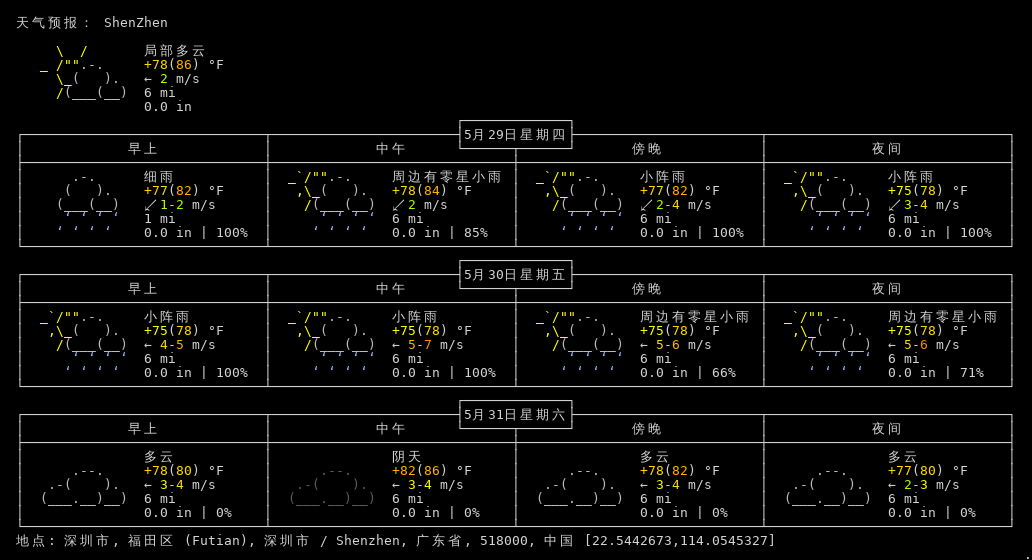 天气预报： ShenZhen
局部多云
+78(86) °F
← 2 m/s
6 mi
0.0 in
5月29日星期四
早上 中午 傍晚 夜间
细雨 周边有零星小雨 小阵雨 小阵雨
+77(82) °F +78(84) °F +77(82) °F +75(78) °F
↙ 1-2 m/s ↙ 2 m/s ↙ 2-4 m/s ↙ 3-4 m/s
1 mi 6 mi 6 mi 6 mi
0.0 in | 100% 0.0 in | 85% 0.0 in | 100% 0.0 in | 100%
5月30日星期五
早上 中午 傍晚 夜间
小阵雨 小阵雨 周边有零星小雨 周边有零星小雨
+75(78) °F +75(78) °F +75(78) °F +75(78) °F
← 4-5 m/s ← 5-7 m/s ← 5-6 m/s ← 5-6 m/s
6 mi 6 mi 6 mi 6 mi
0.0 in | 100% 0.0 in | 100% 0.0 in | 66% 0.0 in | 71%
5月31日星期六
早上 中午 傍晚 夜间
多云 阴天 多云 多云
+78(80) °F +82(86) °F +78(82) °F +77(80) °F
← 3-4 m/s ← 3-4 m/s ← 3-4 m/s ← 2-3 m/s
6 mi 6 mi 6 mi 6 mi
0.0 in | 0% 0.0 in | 0% 0.0 in | 0% 0.0 in | 0%
地点: 深圳市, 福田区 (Futian), 深圳市 / Shenzhen, 广东省, 518000, 中国 [22.5442673,114.0545327]